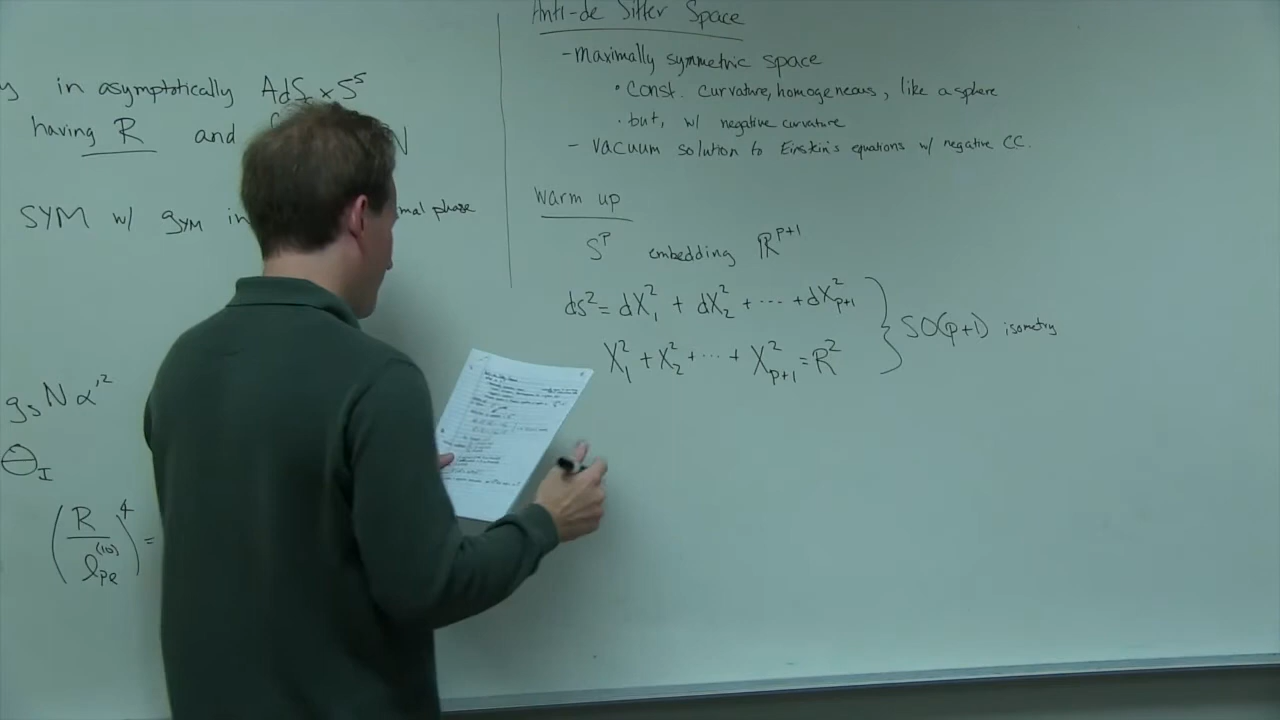 in asymptotically AdS₅ × S⁵
having R and N
SYM w/ g_YM in mal phase
g_s N α'²
Θ_I
(R / ℓ_pl^(10))⁴ =
Anti-de Sitter Space
- Maximally symmetric space
• Const. curvature, homogeneous, like a sphere
• but, w/ negative curvature
- Vacuum solution to Einstein's equations w/ negative CC.
Warm up
S^p embedding ℝ^{p+1}
ds² = dX₁² + dX₂² + ··· + dX²_{p+1}
X₁² + X₂² + ··· + X²_{p+1} = R²
} SO(p+1) isometry